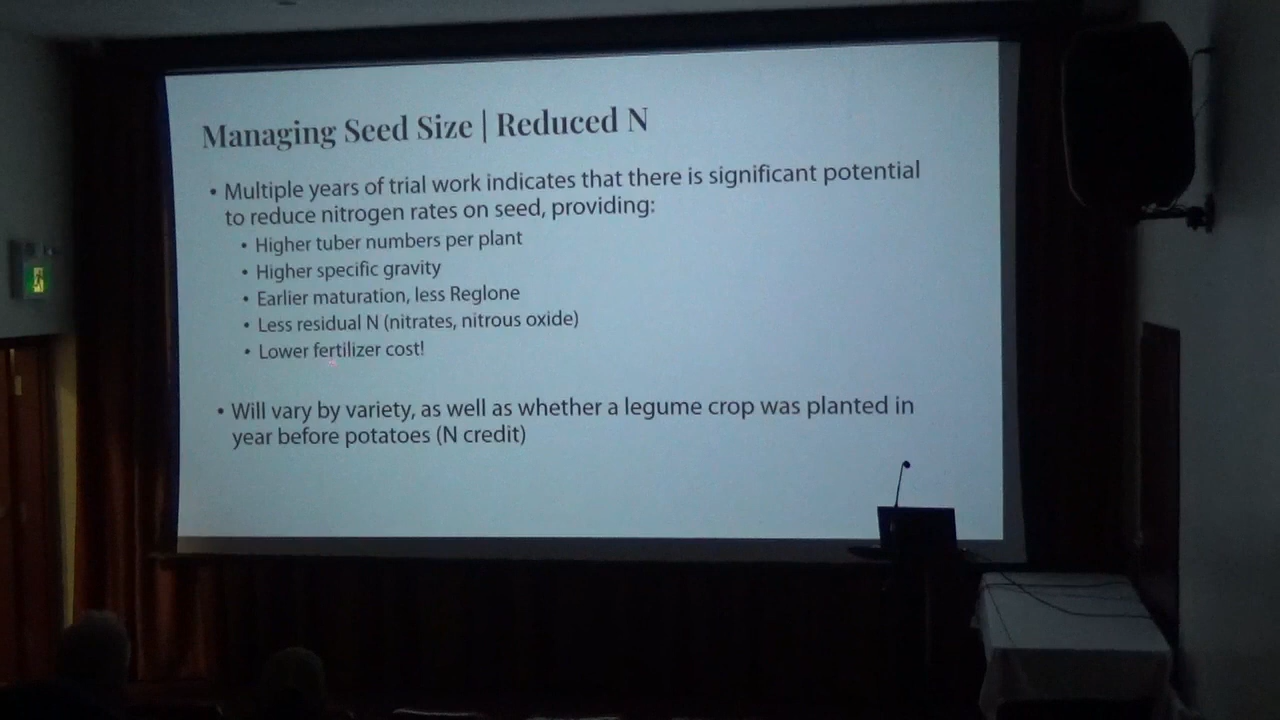 Managing Seed Size | Reduced N
• Multiple years of trial work indicates that there is significant potential
to reduce nitrogen rates on seed, providing:
• Higher tuber numbers per plant
• Higher specific gravity
• Earlier maturation, less Reglone
• Less residual N (nitrates, nitrous oxide)
• Lower fertilizer cost!
• Will vary by variety, as well as whether a legume crop was planted in
year before potatoes (N credit)